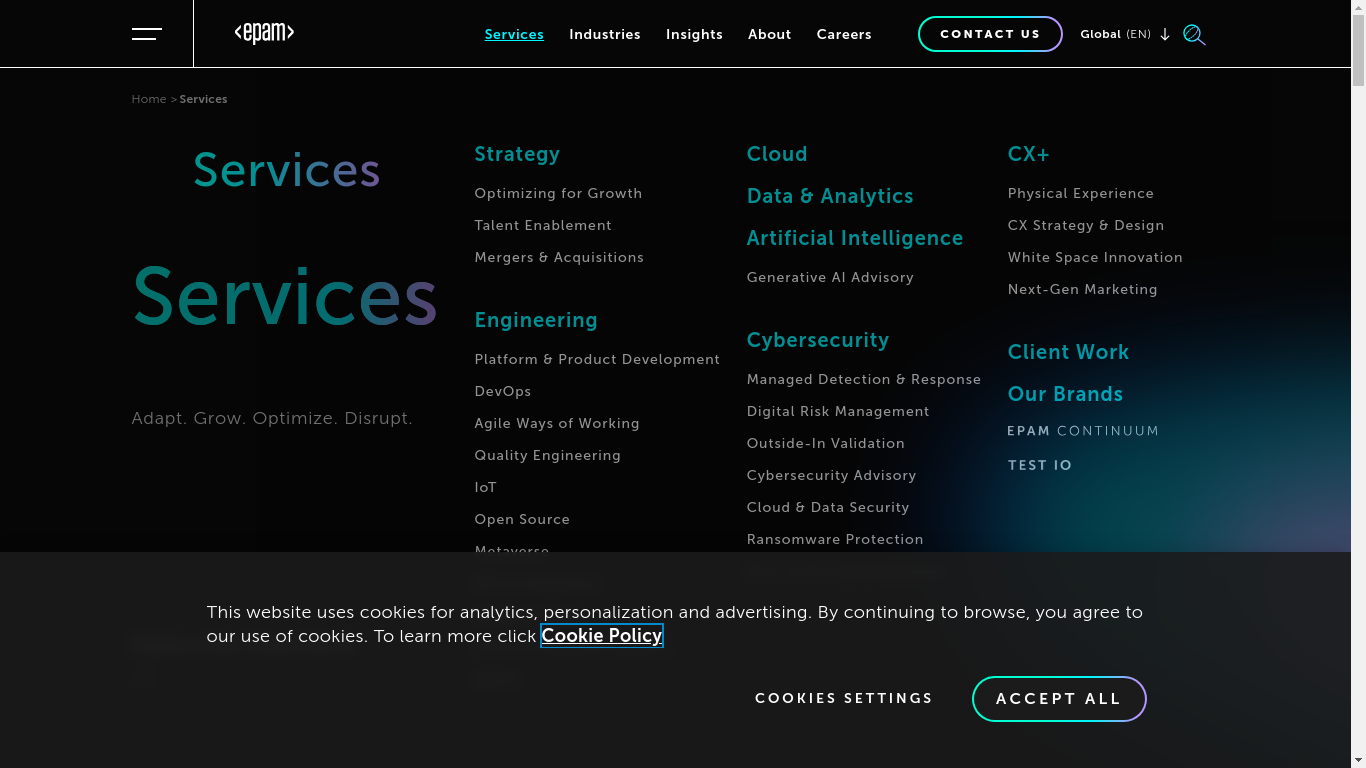 <epam>
Services
Industries
Insights
About
Careers
CONTACT US
Global (EN)
Home > Services
Services
Services
Adapt. Grow. Optimize. Disrupt.
Strategy
Optimizing for Growth
Talent Enablement
Mergers & Acquisitions
Engineering
Platform & Product Development
DevOps
Agile Ways of Working
Quality Engineering
IoT
Open Source
Metaverse
Cloud
Data & Analytics
Artificial Intelligence
Generative AI Advisory
Cybersecurity
Managed Detection & Response
Digital Risk Management
Outside-In Validation
Cybersecurity Advisory
Cloud & Data Security
Ransomware Protection
CX+
Physical Experience
CX Strategy & Design
White Space Innovation
Next-Gen Marketing
Client Work
Our Brands
EPAM CONTINUUM
TEST IO
This website uses cookies for analytics, personalization and advertising. By continuing to browse, you agree to
our use of cookies. To learn more click Cookie Policy
COOKIES SETTINGS
ACCEPT ALL